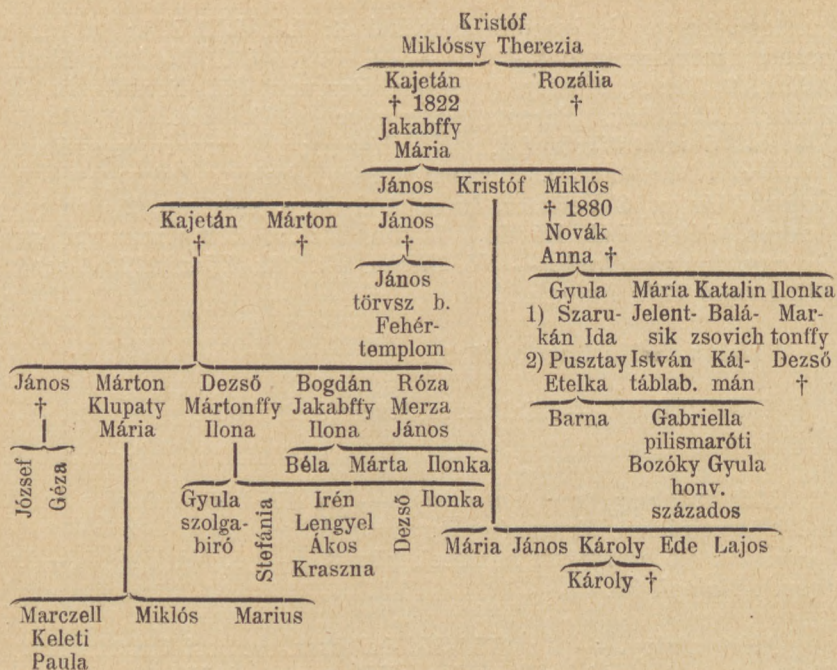 Kristóf
Miklóssy Therezia
Kajetán Rozália
† 1822 †
Jakabffy
Mária
János Kristóf Miklós
† 1880
Novák
Anna †
Kajetán Márton János
† † †
János
törvsz b.
Fehér-
templom
Gyula Mária Katalin Ilonka
1) Szaru- Jelent- Balá- Mar-
kán Ida sik zsovich tonffy
2) Pusztay István Kál- Dezső
Etelka táblab. mán †
Barna Gabriella
pilismaróti
Bozóky Gyula
honv.
százados
János Márton Dezső Bogdán Róza
† Klupaty Mártonffy Jakabffy Merza
Mária Ilona Ilona János
József Géza
Béla Márta Ilonka
Gyula Stefánia Irén Dezső Ilonka
szolga- Lengyel
biró Ákos
Kraszna
Mária János Károly Ede Lajos
Károly †
Marczell Miklós Marius
Keleti
Paula